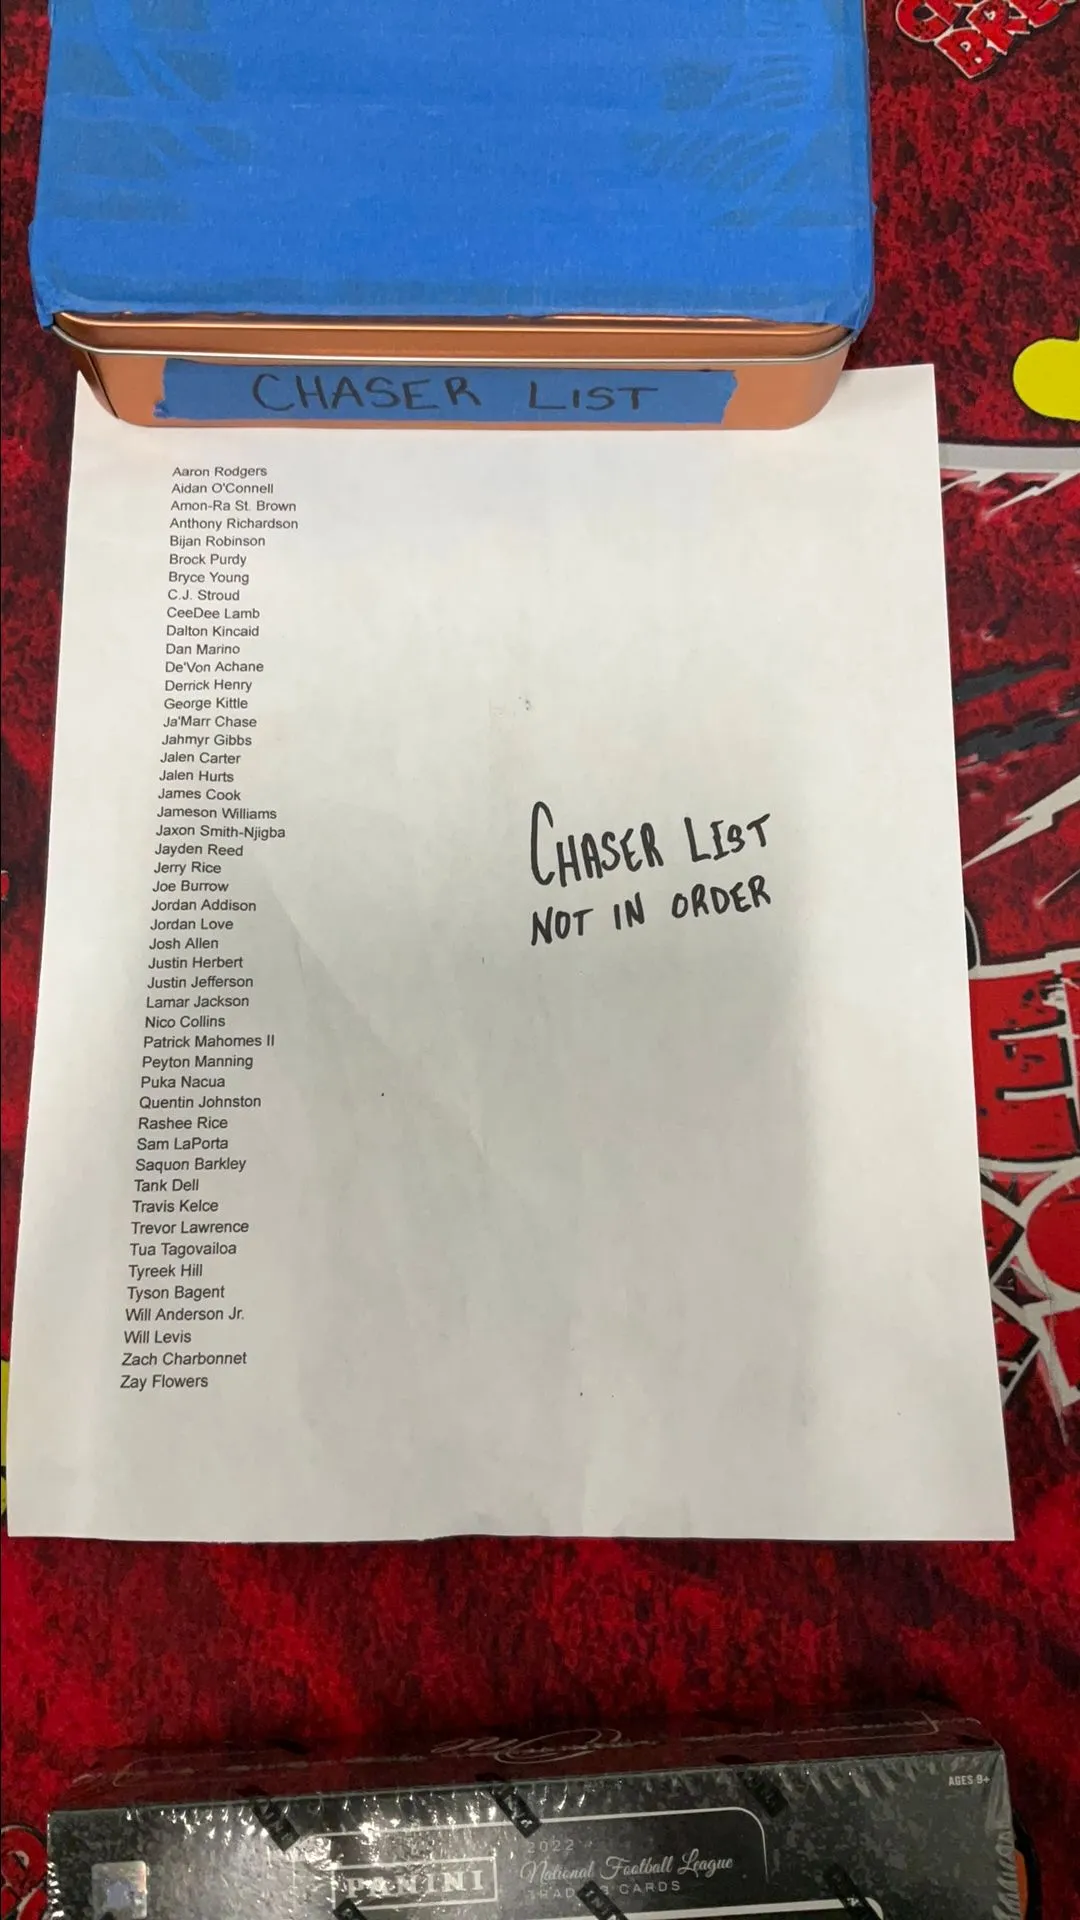 CHASER LIST
Aaron Rodgers
Aidan O'Connell
Amon-Ra St. Brown
Anthony Richardson
Bijan Robinson
Brock Purdy
Bryce Young
C.J. Stroud
CeeDee Lamb
Dalton Kincaid
Dan Marino
De'Von Achane
Derrick Henry
George Kittle
Ja'Marr Chase
Jahmyr Gibbs
Jalen Carter
Jalen Hurts
James Cook
Jameson Williams
Jaxon Smith-Njigba
Jayden Reed
Jerry Rice
Joe Burrow
Jordan Addison
Jordan Love
Josh Allen
Justin Herbert
Justin Jefferson
Lamar Jackson
Nico Collins
Patrick Mahomes II
Peyton Manning
Puka Nacua
Quentin Johnston
Rashee Rice
Sam LaPorta
Saquon Barkley
Tank Dell
Travis Kelce
Trevor Lawrence
Tua Tagovailoa
Tyreek Hill
Tyson Bagent
Will Anderson Jr.
Will Levis
Zach Charbonnet
Zay Flowers
CHASER LIST
NOT IN ORDER
AGES 9+
2022
PANINI
National Football League
CARDS